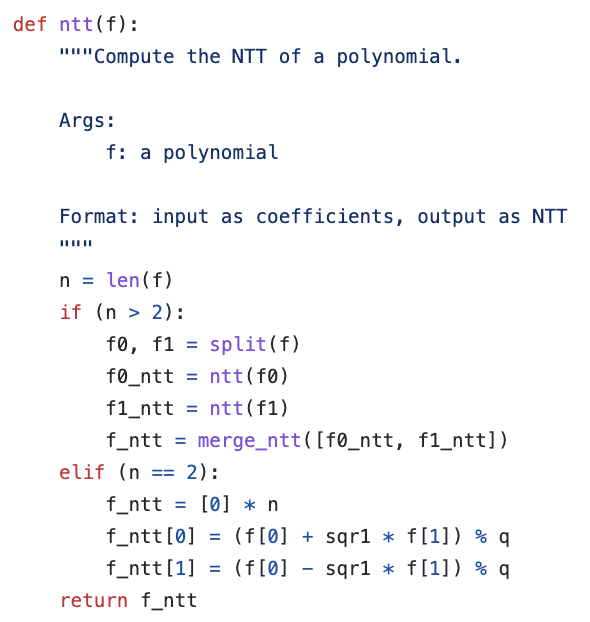 def ntt(f):
    """Compute the NTT of a polynomial.

    Args:
        f: a polynomial

    Format: input as coefficients, output as NTT
    """
    n = len(f)
    if (n > 2):
        f0, f1 = split(f)
        f0_ntt = ntt(f0)
        f1_ntt = ntt(f1)
        f_ntt = merge_ntt([f0_ntt, f1_ntt])
    elif (n == 2):
        f_ntt = [0] * n
        f_ntt[0] = (f[0] + sqr1 * f[1]) % q
        f_ntt[1] = (f[0] - sqr1 * f[1]) % q
    return f_ntt